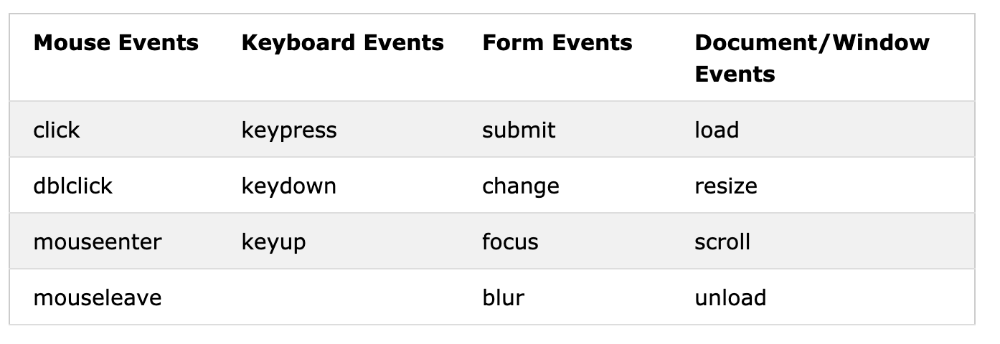 Mouse Events Keyboard Events Form Events Document/Window
Events
click keypress submit load
dblclick keydown change resize
mouseenter keyup focus scroll
mouseleave blur unload